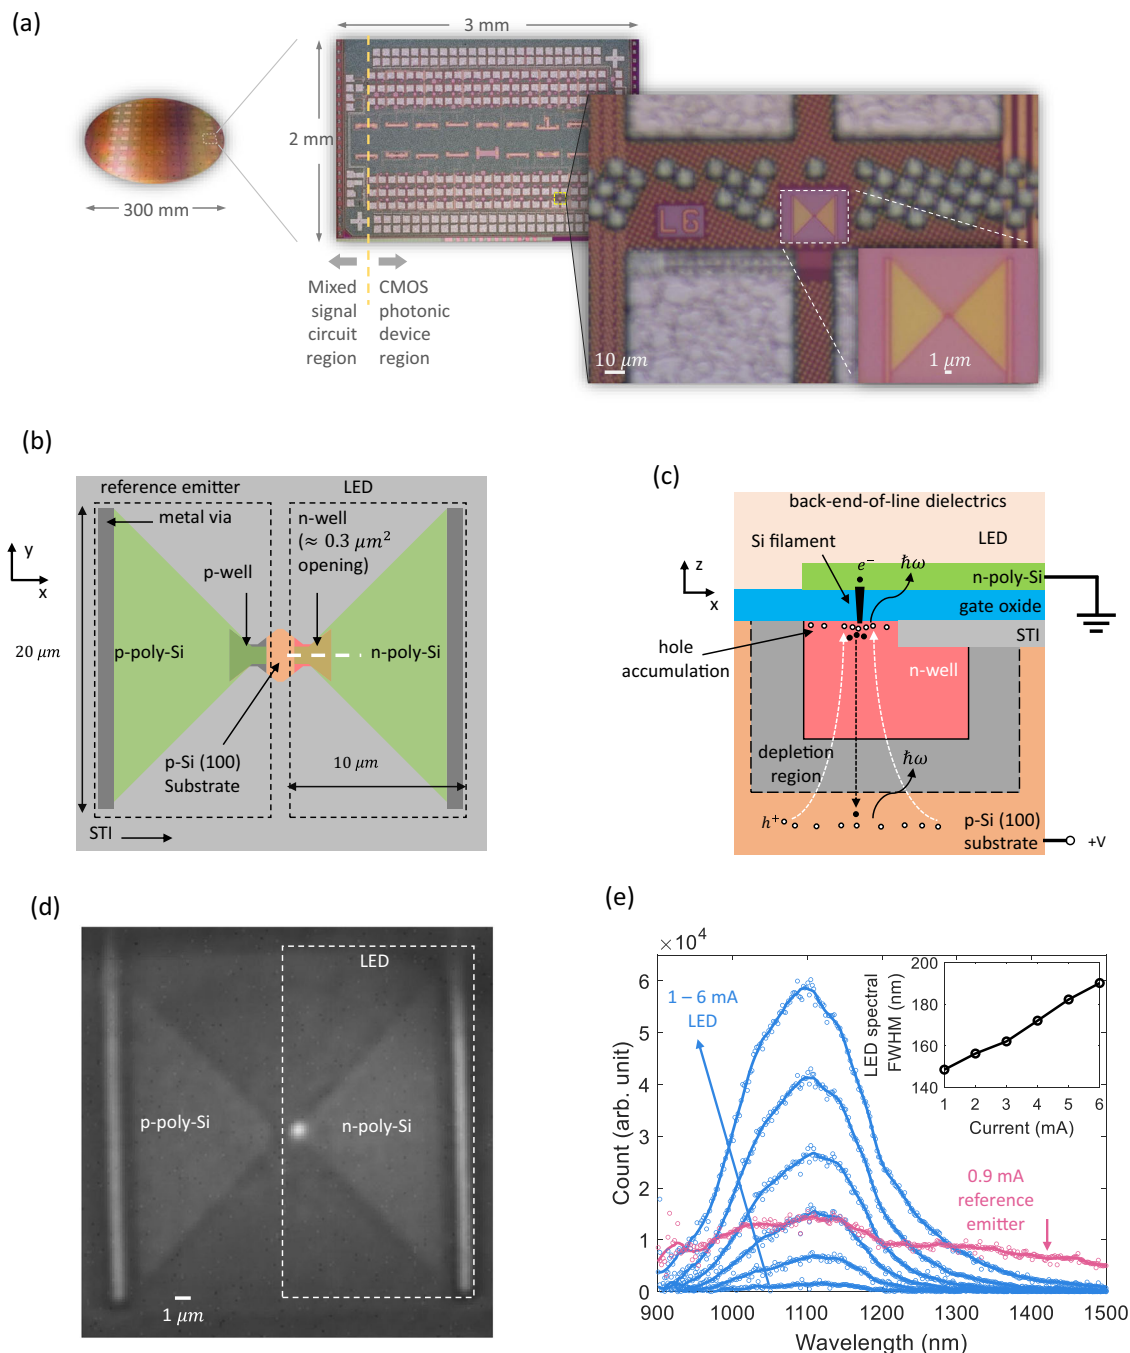 (a)
3 mm
2 mm
300 mm
Mixed
signal
circuit
region
CMOS
photonic
device
region
L6
10 μm
1 μm
(b)
reference emitter
LED
metal via
n-well
(≈ 0.3 μm²
opening)
y
x
p-well
20 μm
p-poly-Si
n-poly-Si
p-Si (100)
Substrate
10 μm
STI
(c)
back-end-of-line dielectrics
Si filament
LED
z
x
e⁻
ħω
n-poly-Si
gate oxide
STI
hole
accumulation
n-well
depletion
region
ħω
h⁺
p-Si (100)
substrate
+V
(d)
LED
p-poly-Si
n-poly-Si
1 μm
(e)
×10⁴
6
5
4
3
2
1
0
Count (arb. unit)
1 – 6 mA
LED
LED spectral
FWHM (nm)
200
180
160
140
1 2 3 4 5 6
Current (mA)
0.9 mA
reference
emitter
900 1000 1100 1200 1300 1400 1500
Wavelength (nm)